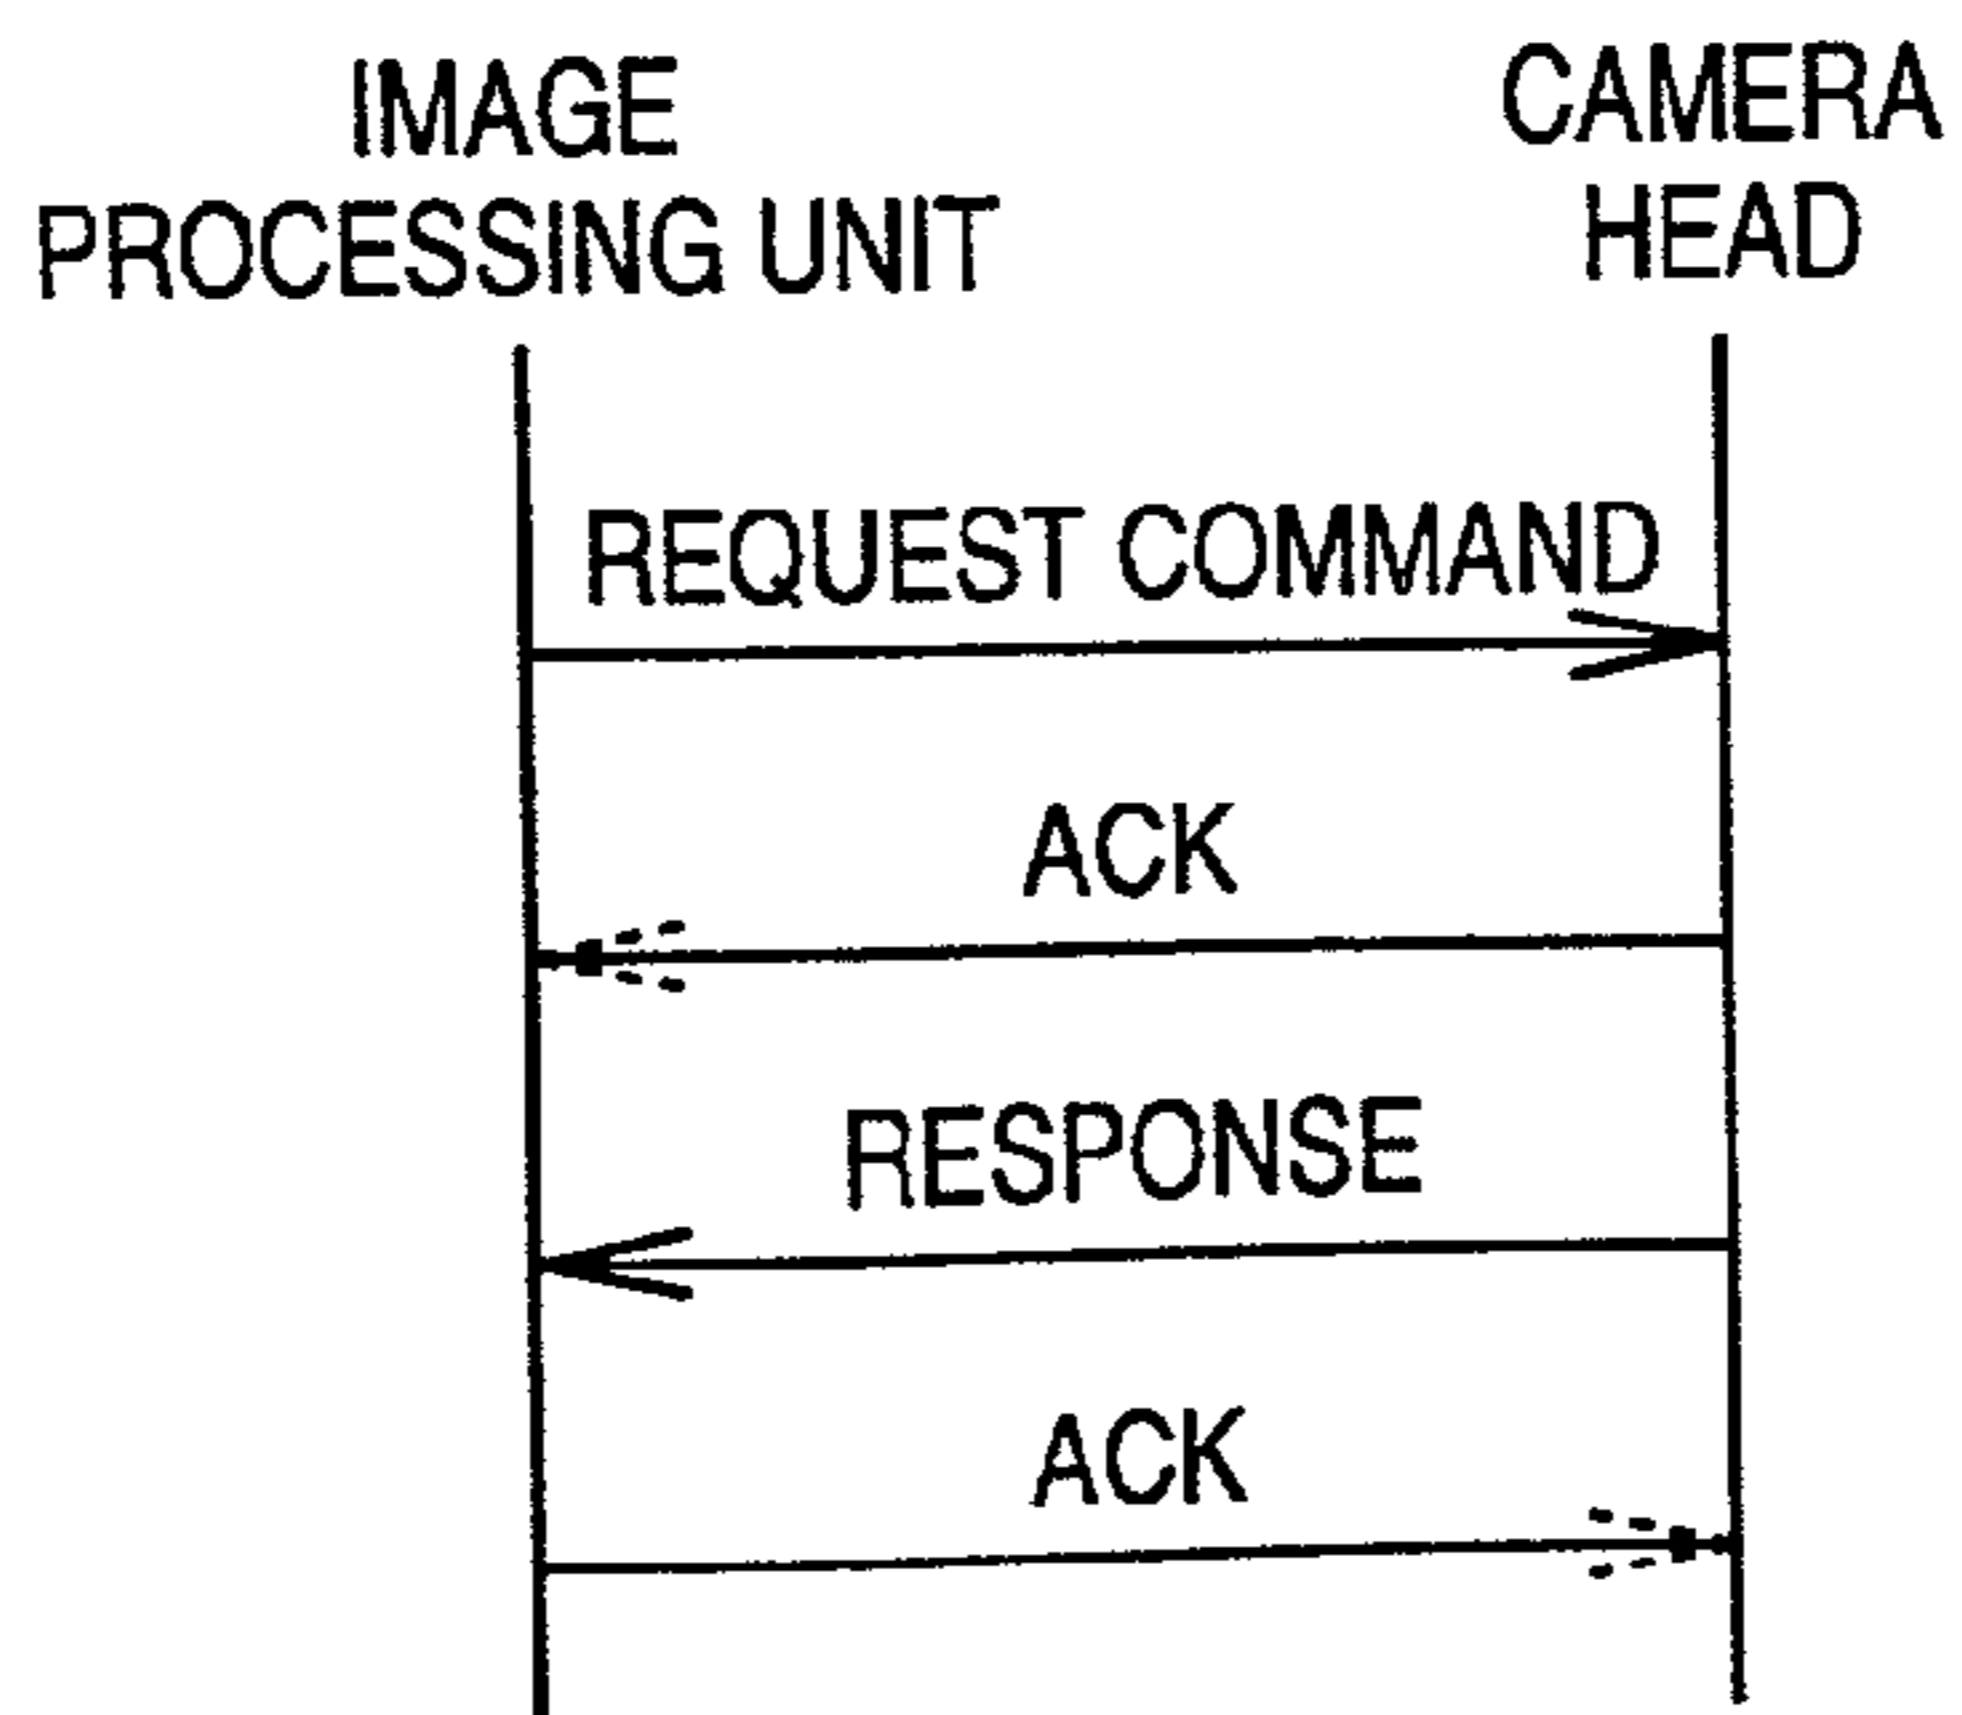 IMAGE
PROCESSING UNIT
CAMERA
HEAD
REQUEST COMMAND
ACK
RESPONSE
ACK